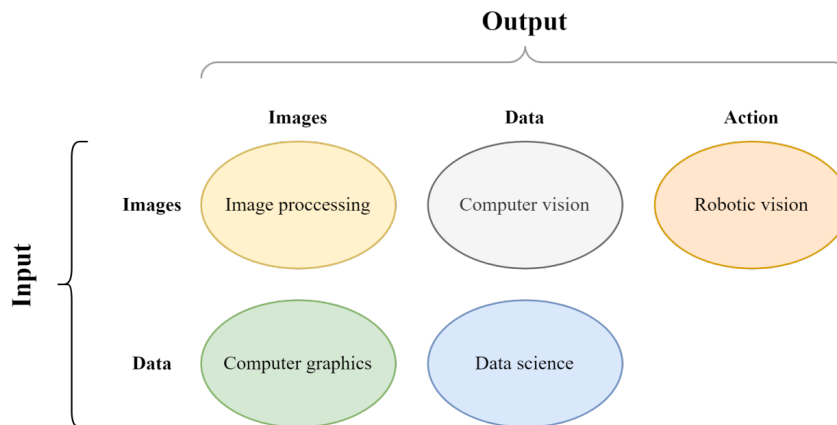 Output
Images
Data
Action
Input
Images
Image proccessing
Computer vision
Robotic vision
Data
Computer graphics
Data science